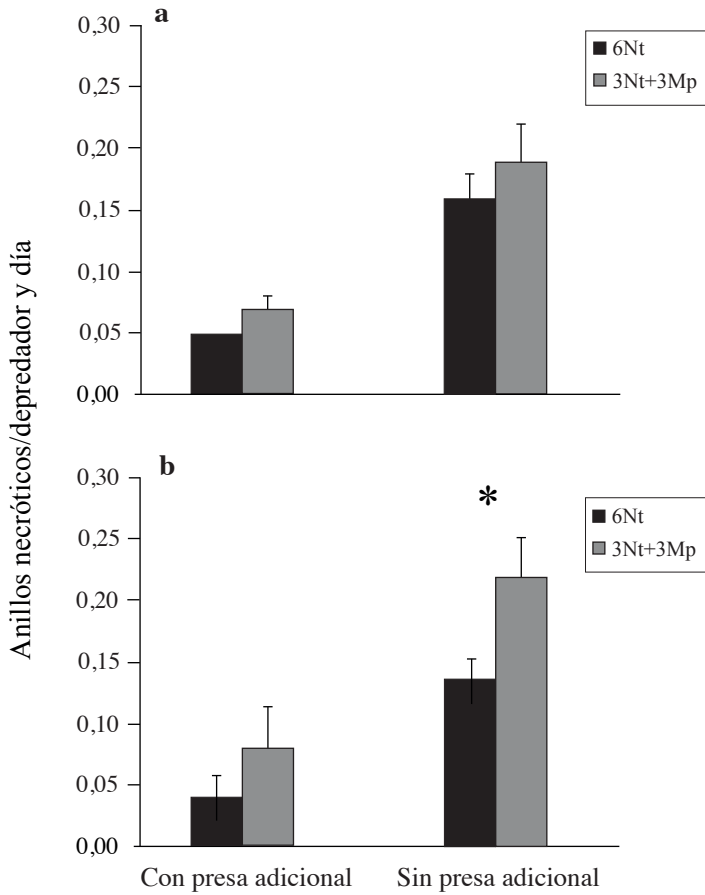 Anillos necróticos/depredador y día
a
0,30
0,25
0,20
0,15
0,10
0,05
0,00
6Nt
3Nt+3Mp
b
0,30
0,25
0,20
0,15
0,10
0,05
0,00
*
6Nt
3Nt+3Mp
Con presa adicional
Sin presa adicional